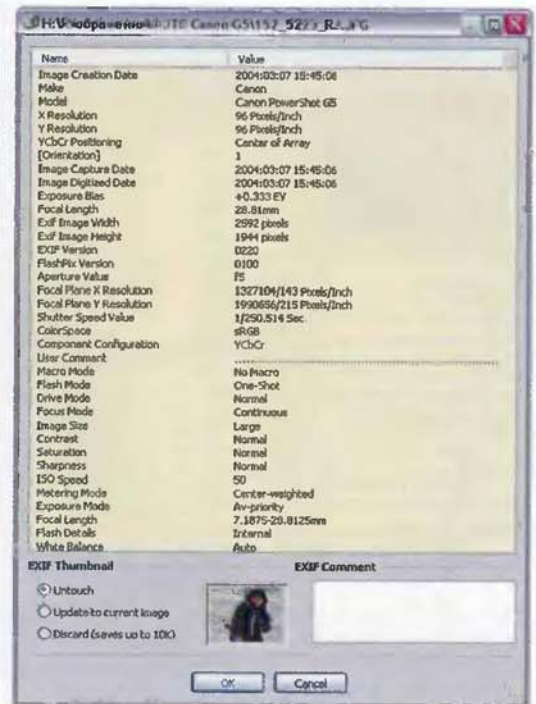 Name Value
Image Creation Date 2004:03:07 15:45:06
Make Canon
Model Canon PowerShot G5
X Resolution 96 Pixels/Inch
Y Resolution 96 Pixels/Inch
YCbCr Positioning Center of Array
[Orientation] 1
Image Capture Date 2004:03:07 15:45:06
Image Digitized Date 2004:03:07 15:45:06
Exposure Bias +0.333 EV
Focal Length 28.81mm
Exif Image Width 2592 pixels
Exif Image Height 1944 pixels
EXIF Version 0220
FlashPix Version 0100
Aperture Value f5
Focal Plane X Resolution 1327104/143 Pixels/Inch
Focal Plane Y Resolution 1990656/215 Pixels/Inch
Shutter Speed Value 1/250.514 Sec.
ColorSpace sRGB
Component Configuration YCbCr
User Comment
Macro Mode No Macro
Flash Mode One-Shot
Drive Mode Normal
Focus Mode Continuous
Image Size Large
Contrast Normal
Saturation Normal
Sharpness Normal
ISO Speed 50
Metering Mode Center-weighted
Exposure Mode Av-priority
Focal Length 7.1875-28.8125mm
Flash Details Internal
White Balance Auto
EXIF Thumbnail EXIF Comment
Untouch
Update to current image
Discard (saves up to 10K)
OK Cancel